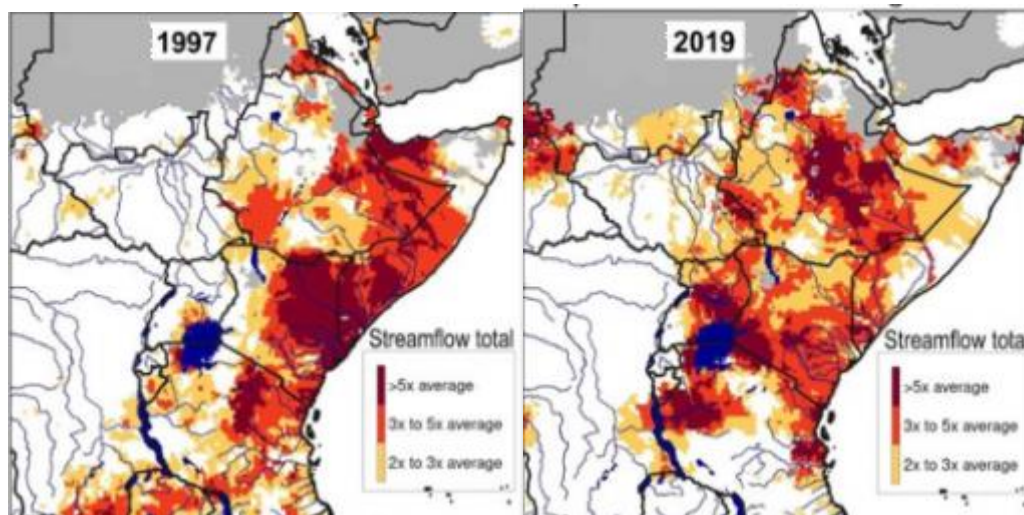 1997
2019
Streamflow total
>5x average
3x to 5x average
2x to 3x average
Streamflow total
>5x average
3x to 5x average
2x to 3x average